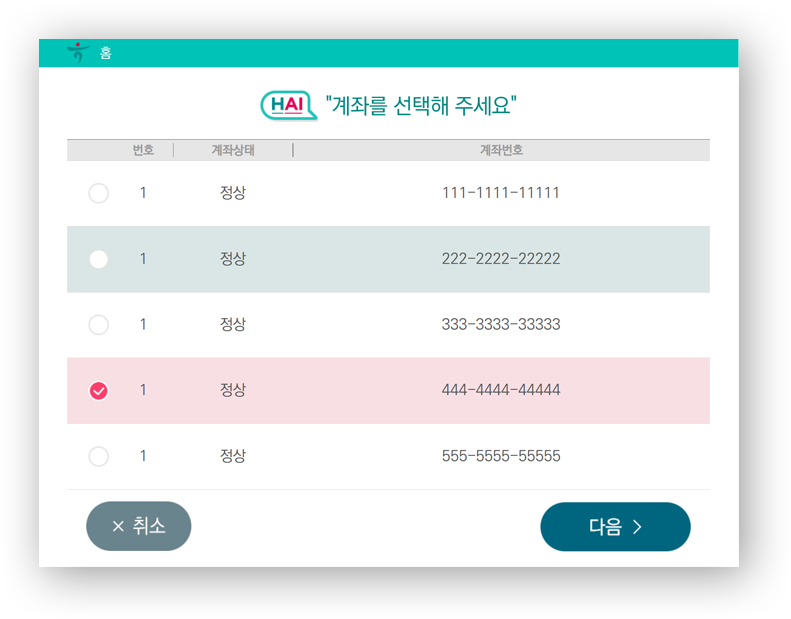 홈
HAI "계좌를 선택해 주세요"
번호 계좌상태 계좌번호
1 정상 111-1111-11111
1 정상 222-2222-22222
1 정상 333-3333-33333
1 정상 444-4444-44444
1 정상 555-5555-55555
× 취소 다음 >